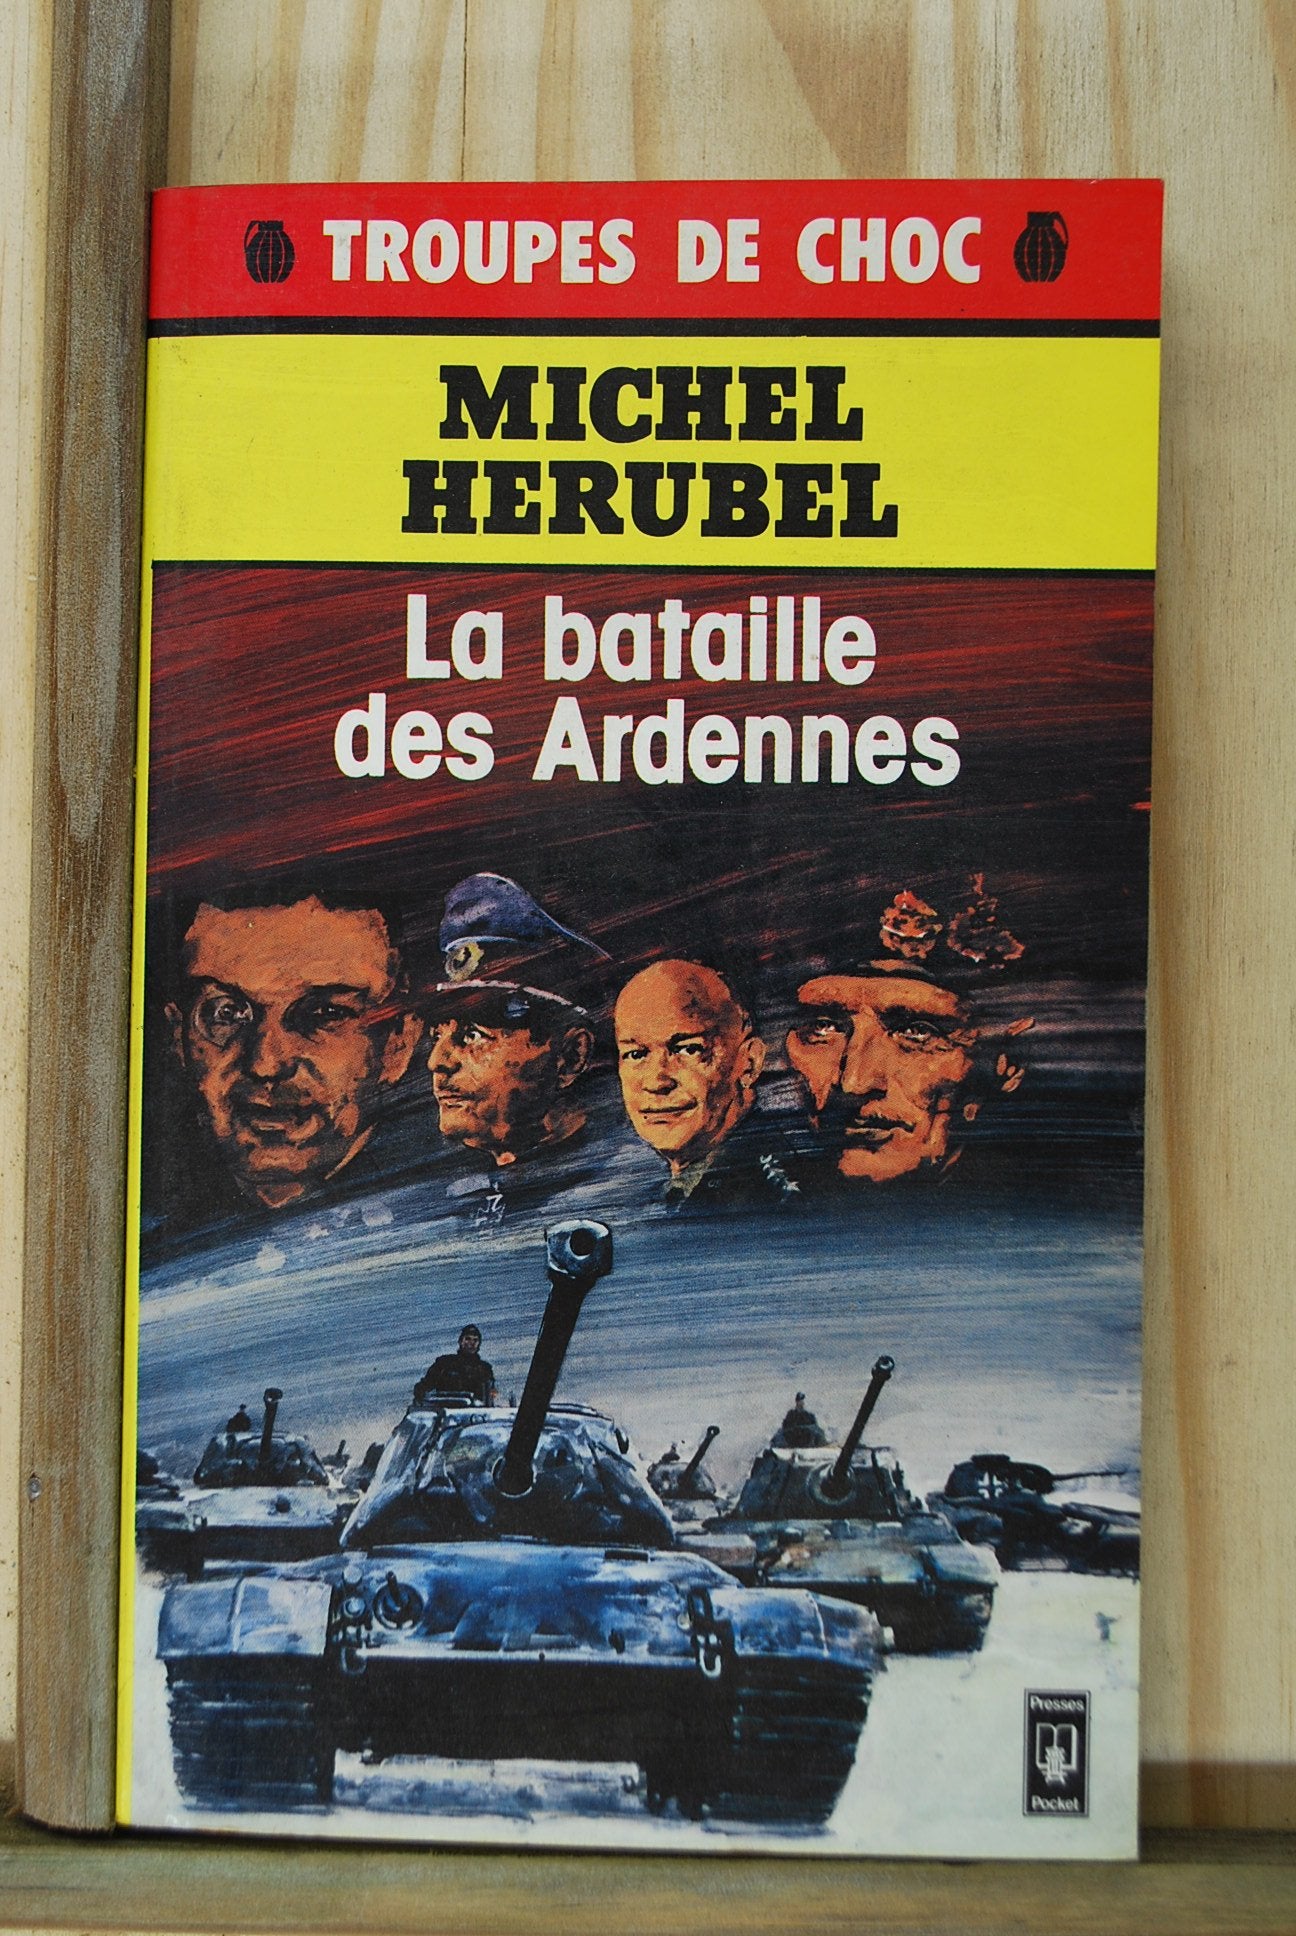 TROUPES DE CHOC
MICHEL
HERUBEL
La bataille
des Ardennes
Presses
Pocket